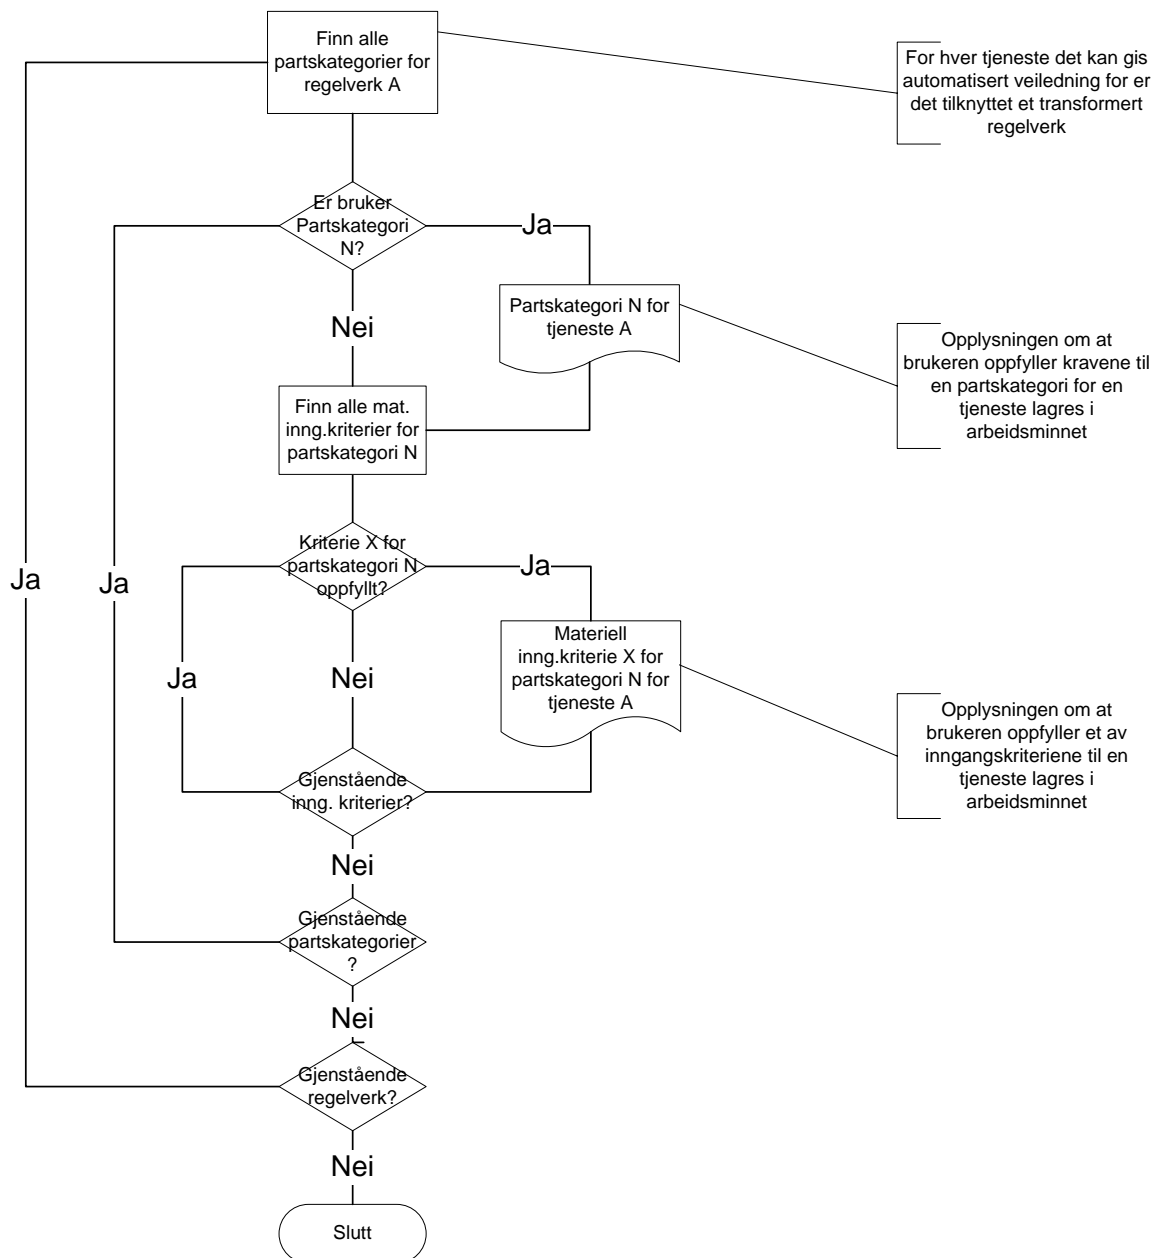 Finn alle
partskategorier for
regelverk A
For hver tjeneste det kan gis
automatisert veiledning for er
det tilknyttet et transformert
regelverk
Er bruker
Partskategori
N?
Ja
Nei
Partskategori N for
tjeneste A
Opplysningen om at
brukeren oppfyller kravene til
en partskategori for en
tjeneste lagres i
arbeidsminnet
Finn alle mat.
inng.kriterier for
partskategori N
Kriterie X for
partskategori N
oppfyllt?
Ja
Ja
Ja
Ja
Nei
Materiell
inng.kriterie X for
partskategori N for
tjeneste A
Opplysningen om at
brukeren oppfyller et av
inngangskriteriene til en
tjeneste lagres i
arbeidsminnet
Gjenstående
inng. kriterier?
Nei
Gjenstående
partskategorier
?
Nei
Gjenstående
regelverk?
Nei
Slutt